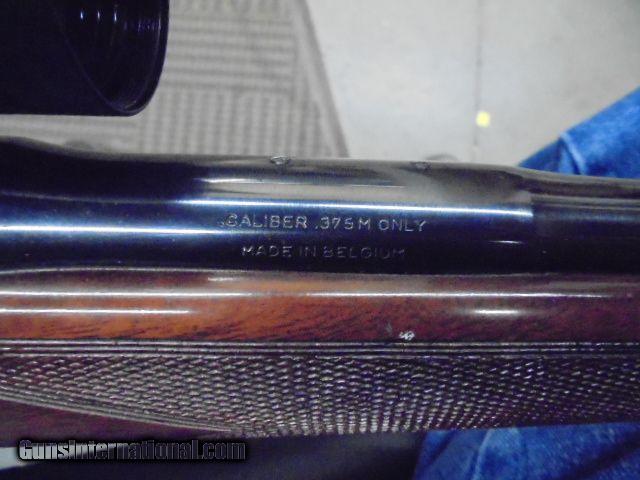 CALIBER .375M ONLY
MADE IN BELGIUM
GunsInternational.com